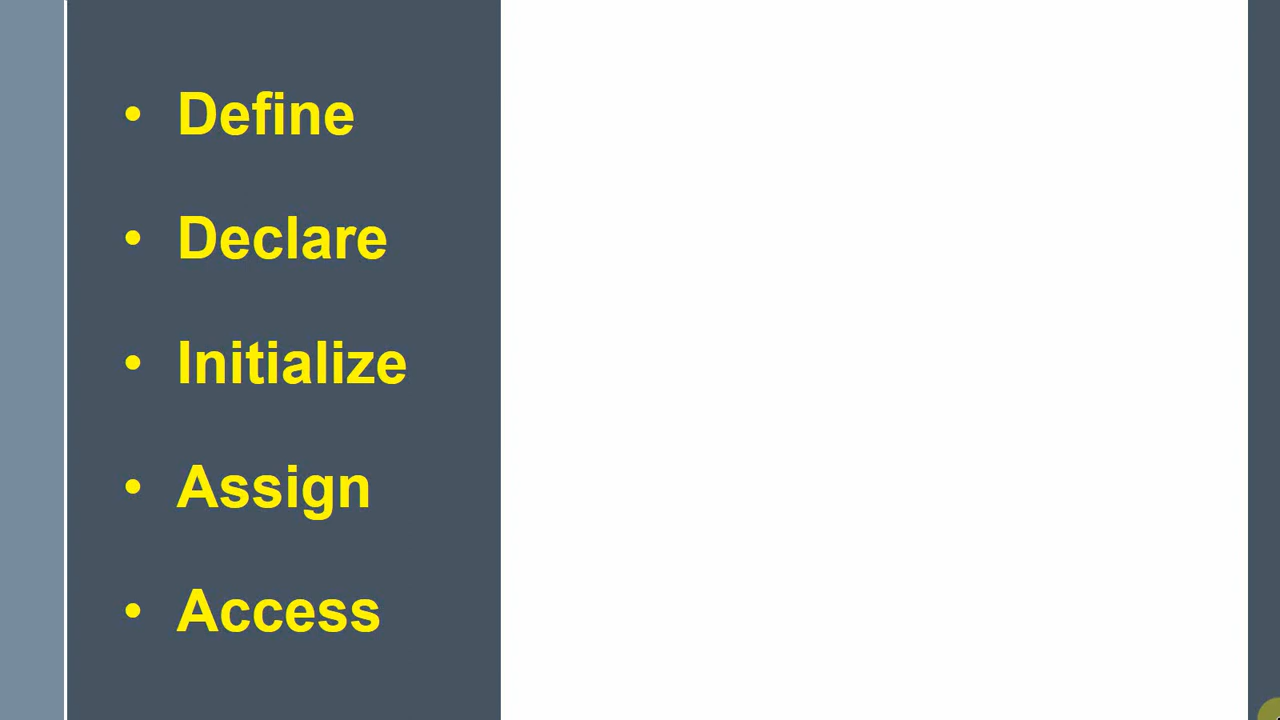 • Define
• Declare
• Initialize
• Assign
• Access